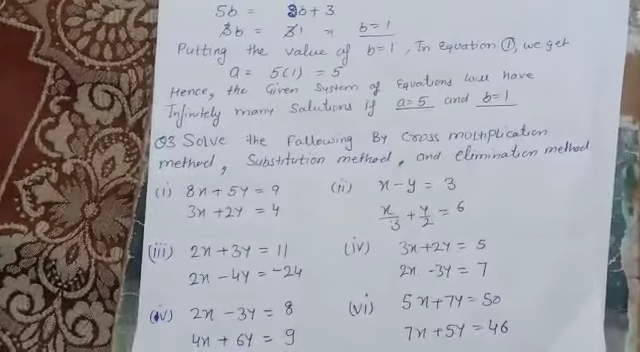 5b = 2b + 3
3b = 31 " b = 1
Putting the value of b=1, In equation ①, we get
a = 5(1) = 5
Hence, the Given System of Equations will have
Infinitely many Solutions if a=5 and b=1
Q3 Solve the Fallowing By Cross multiplication
method, Substitution method, and elimination method
(i) 8x + 5y = 9 (ii) x - y = 3
3x + 2y = 4 x/3 + y/2 = 6
(iii) 2x + 3y = 11 (iv) 3x + 2y = 5
2x - 4y = -24 2x - 3y = 7
(iv) 2x - 3y = 8 (vi) 5x + 7y = 50
4x + 6y = 9 7x + 5y = 46